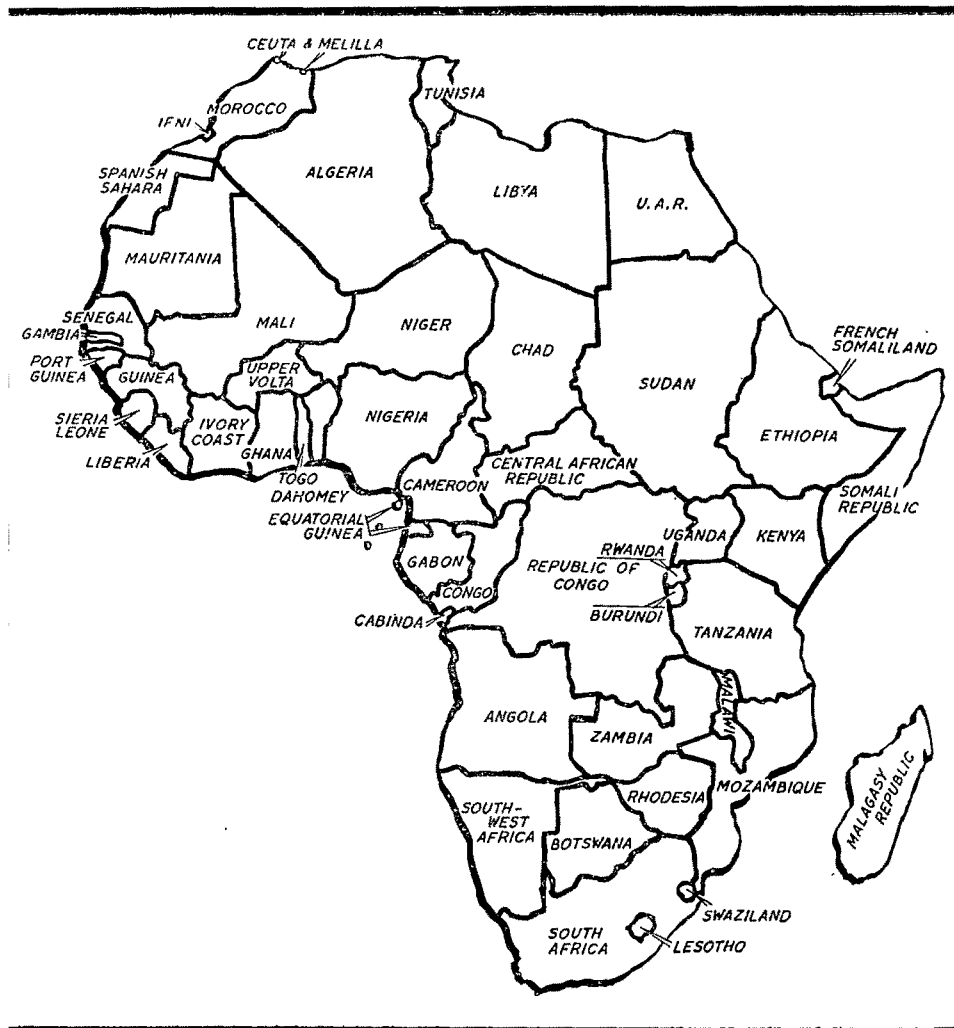 CEUTA & MELILLA
TUNISIA
MOROCCO
IFNI
ALGERIA
LIBYA
U.A.R.
SPANISH
SAHARA
MAURITANIA
SENEGAL
GAMBIA
MALI
NIGER
CHAD
SUDAN
FRENCH
SOMALILAND
PORT
GUINEA
GUINEA
UPPER
VOLTA
NIGERIA
SIERIA
LEONE
IVORY
COAST
ETHIOPIA
LIBERIA
GHANA
TOGO
DAHOMEY
CAMEROON
CENTRAL AFRICAN
REPUBLIC
SOMALI
REPUBLIC
EQUATORIAL
GUINEA
UGANDA
KENYA
GABON
CONGO
REPUBLIC OF
CONGO
RWANDA
BURUNDI
CABINDA
TANZANIA
MALAWI
ANGOLA
ZAMBIA
MOZAMBIQUE
MALAGASY
REPUBLIC
SOUTH-
WEST
AFRICA
RHODESIA
BOTSWANA
SWAZILAND
SOUTH
AFRICA
LESOTHO